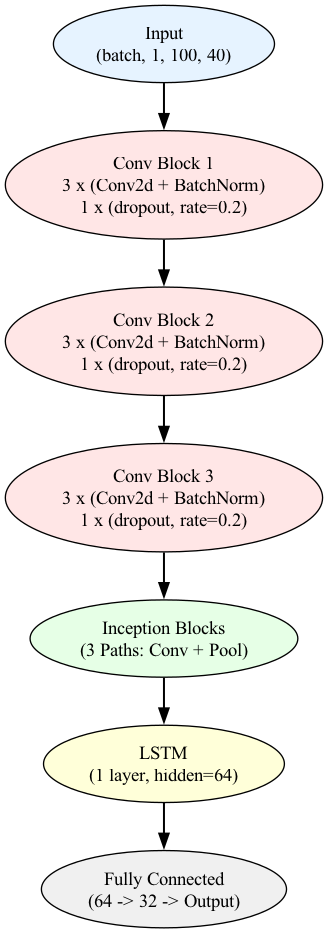 Input
(batch, 1, 100, 40)
Conv Block 1
3 x (Conv2d + BatchNorm)
1 x (dropout, rate=0.2)
Conv Block 2
3 x (Conv2d + BatchNorm)
1 x (dropout, rate=0.2)
Conv Block 3
3 x (Conv2d + BatchNorm)
1 x (dropout, rate=0.2)
Inception Blocks
(3 Paths: Conv + Pool)
LSTM
(1 layer, hidden=64)
Fully Connected
(64 -> 32 -> Output)